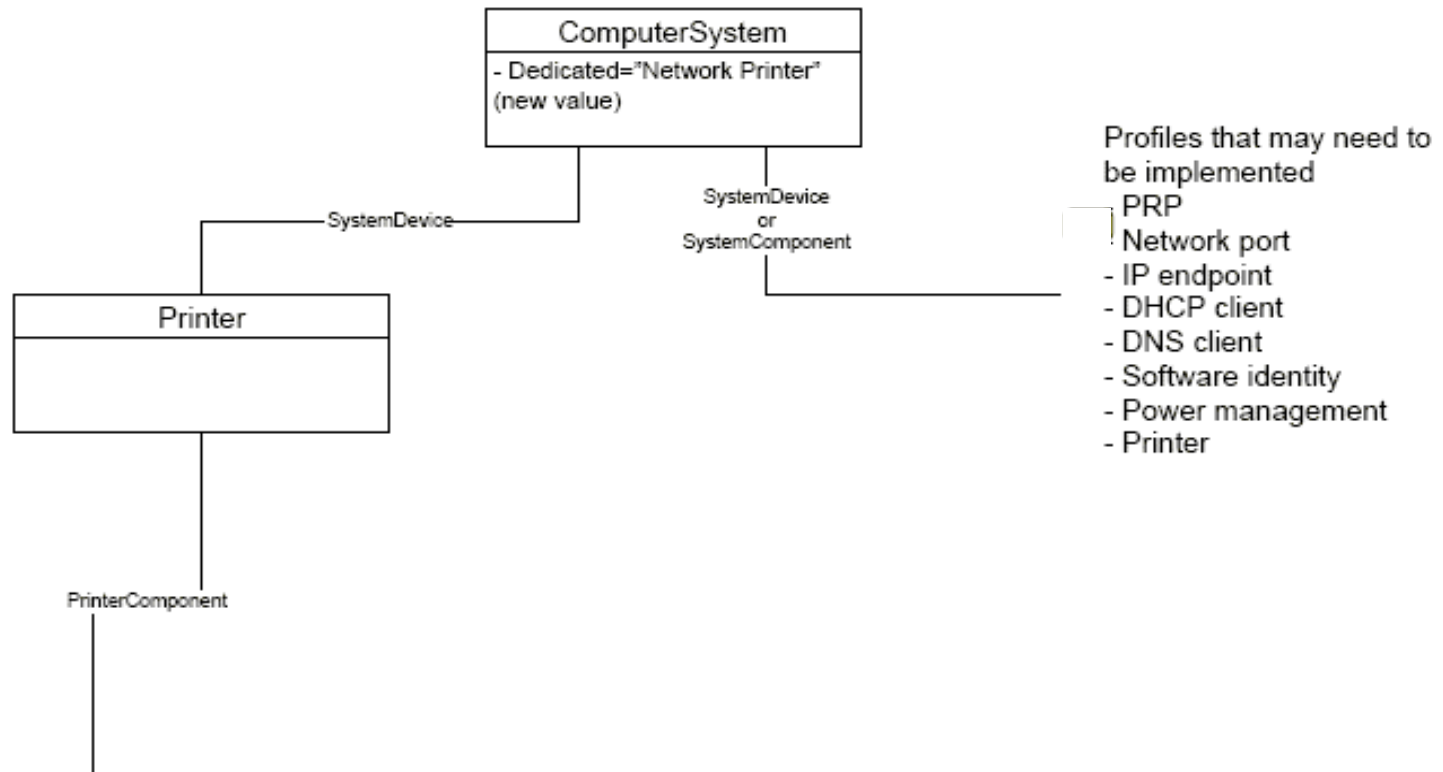 ComputerSystem
- Dedicated="Network Printer"
(new value)
SystemDevice
SystemDevice
or
SystemComponent
Printer
PrinterComponent
Profiles that may need to
be implemented
- PRP
- Network port
- IP endpoint
- DHCP client
- DNS client
- Software identity
- Power management
- Printer